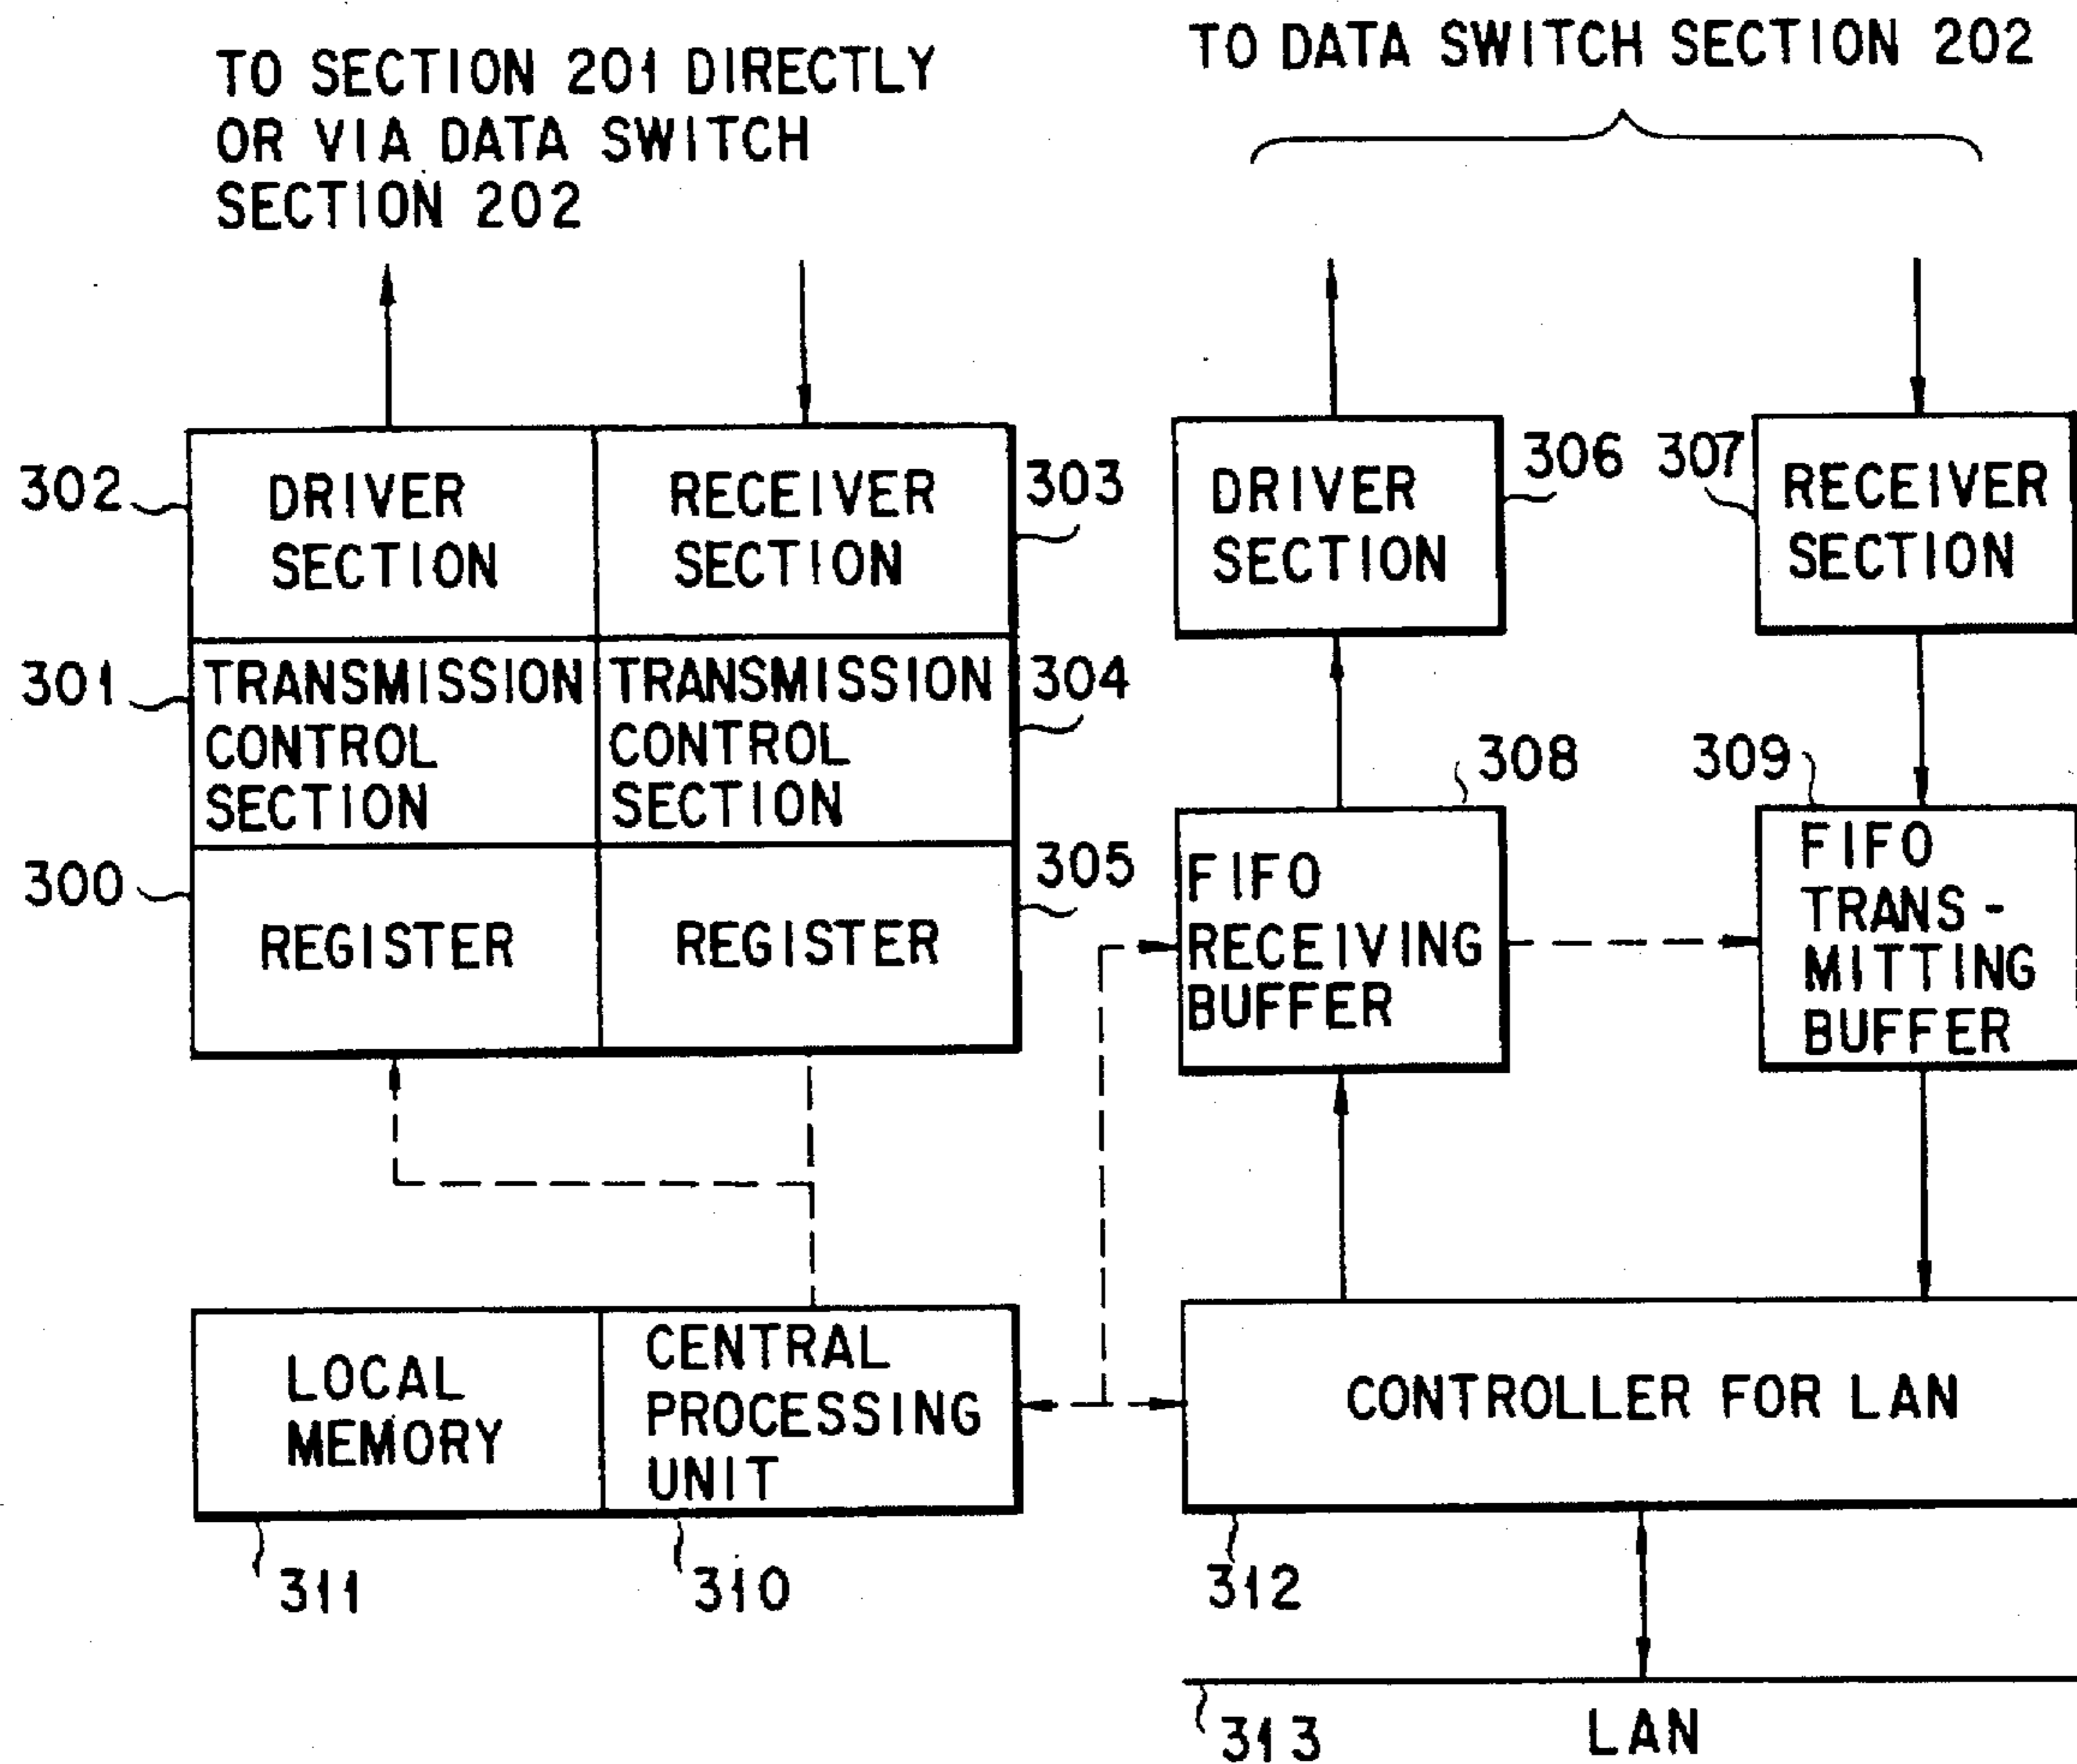 TO SECTION 201 DIRECTLY
OR VIA DATA SWITCH
SECTION 202
TO DATA SWITCH SECTION 202
302
DRIVER
SECTION
RECEIVER
SECTION
303
301
TRANSMISSION
CONTROL
SECTION
TRANSMISSION
CONTROL
SECTION
304
300
REGISTER
REGISTER
305
DRIVER
SECTION
306
307
RECEIVER
SECTION
308
FIFO
RECEIVING
BUFFER
309
FIFO
TRANS-
MITTING
BUFFER
LOCAL
MEMORY
CENTRAL
PROCESSING
UNIT
311
310
CONTROLLER FOR LAN
312
313
LAN